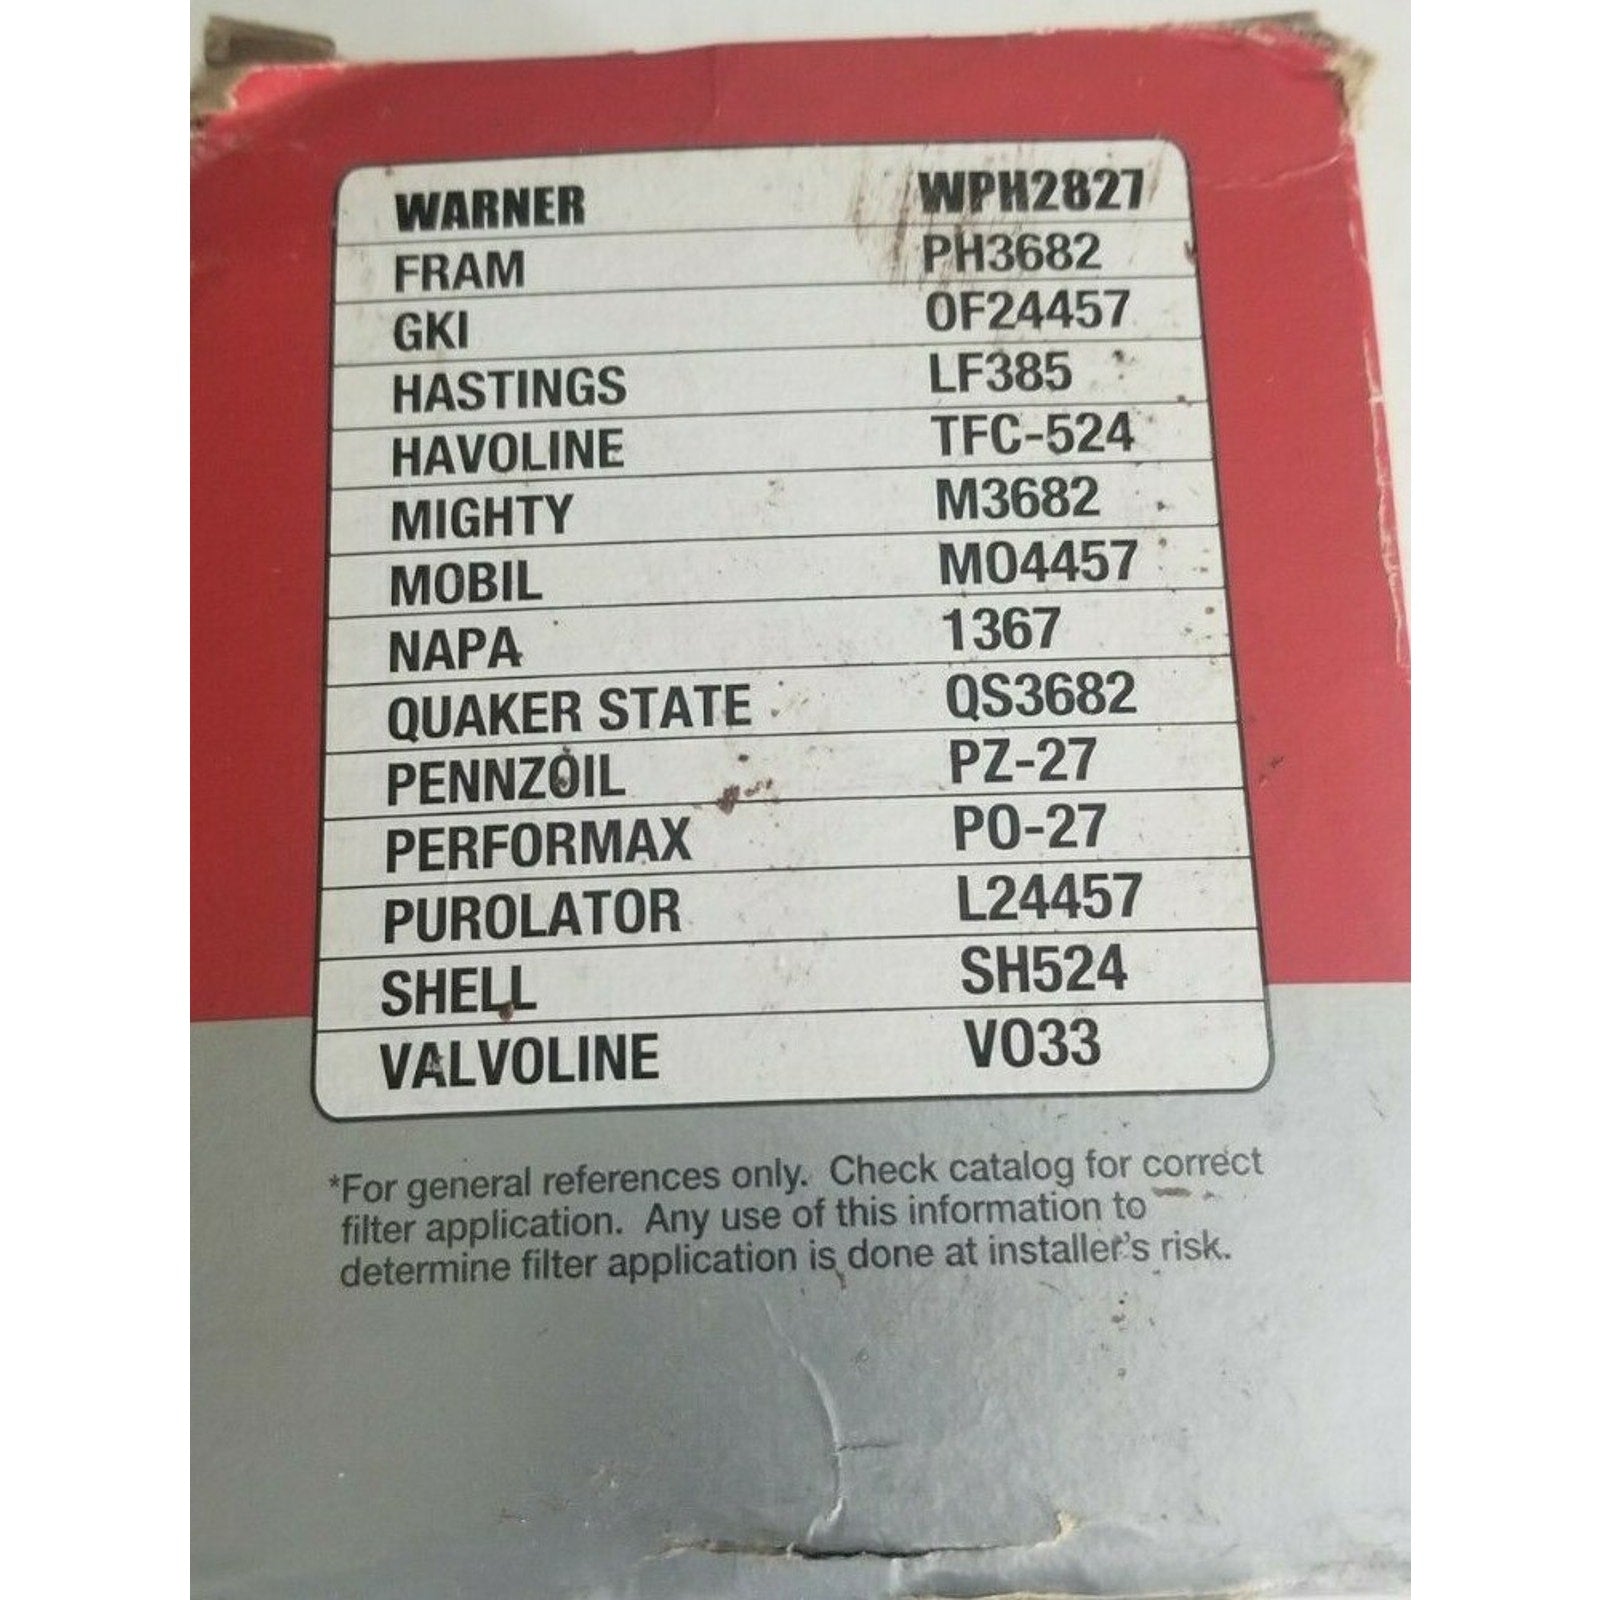 WARNER WPH2827
FRAM PH3682
GKI OF24457
HASTINGS LF385
HAVOLINE TFC-524
MIGHTY M3682
MOBIL MO4457
NAPA 1367
QUAKER STATE QS3682
PENNZOIL PZ-27
PERFORMAX PO-27
PUROLATOR L24457
SHELL SH524
VALVOLINE VO33
*For general references only. Check catalog for correct
filter application. Any use of this information to
determine filter application is done at installer's risk.